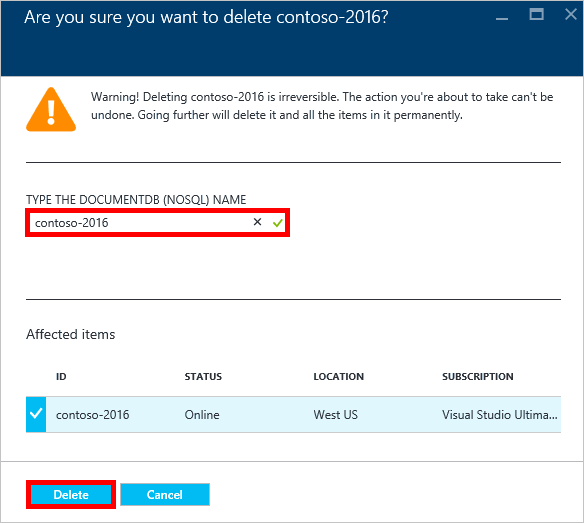 Are you sure you want to delete contoso-2016?
Warning! Deleting contoso-2016 is irreversible. The action you're about to take can't be
undone. Going further will delete it and all the items in it permanently.
TYPE THE DOCUMENTDB (NOSQL) NAME
contoso-2016
Affected items
ID STATUS LOCATION SUBSCRIPTION
contoso-2016 Online West US Visual Studio Ultima...
Delete Cancel